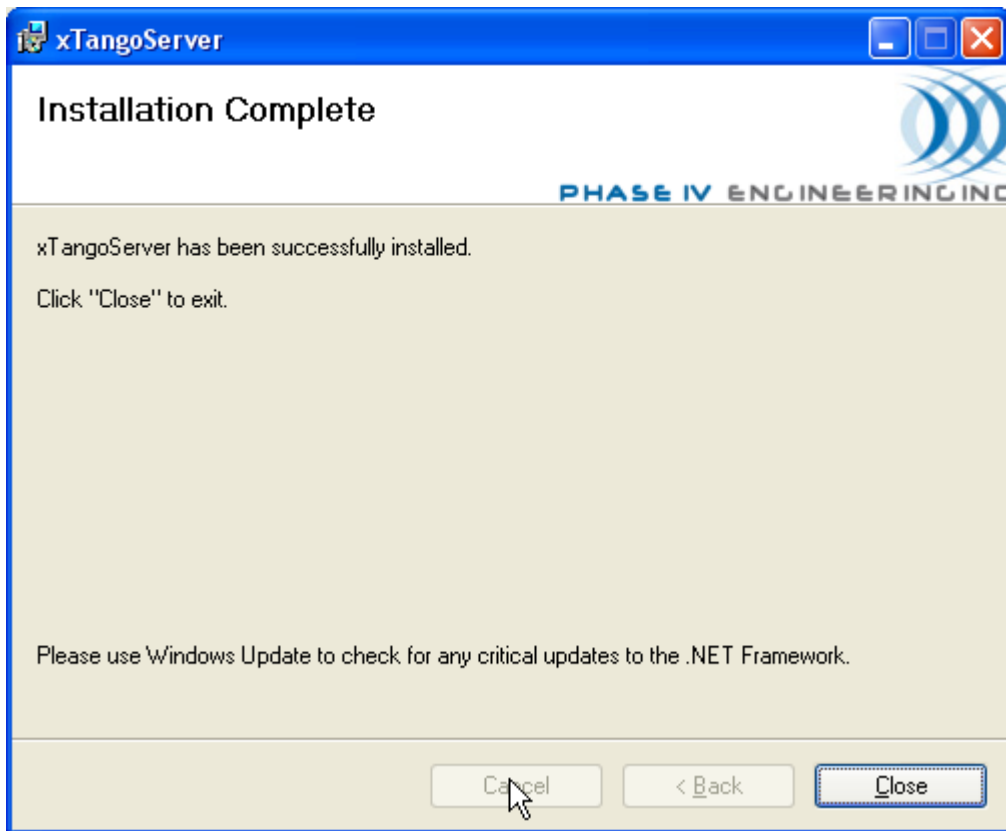 xTangoServer
Installation Complete
PHASE IV ENGINEERING INC
xTangoServer has been successfully installed.
Click "Close" to exit.
Please use Windows Update to check for any critical updates to the .NET Framework.
Cancel
< Back
Close